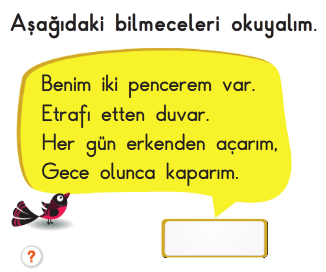 Aşağıdaki bilmeceleri okuyalım.
Benim iki pencerem var.
Etrafı etten duvar.
Her gün erkenden açarım,
Gece olunca kaparım.
?